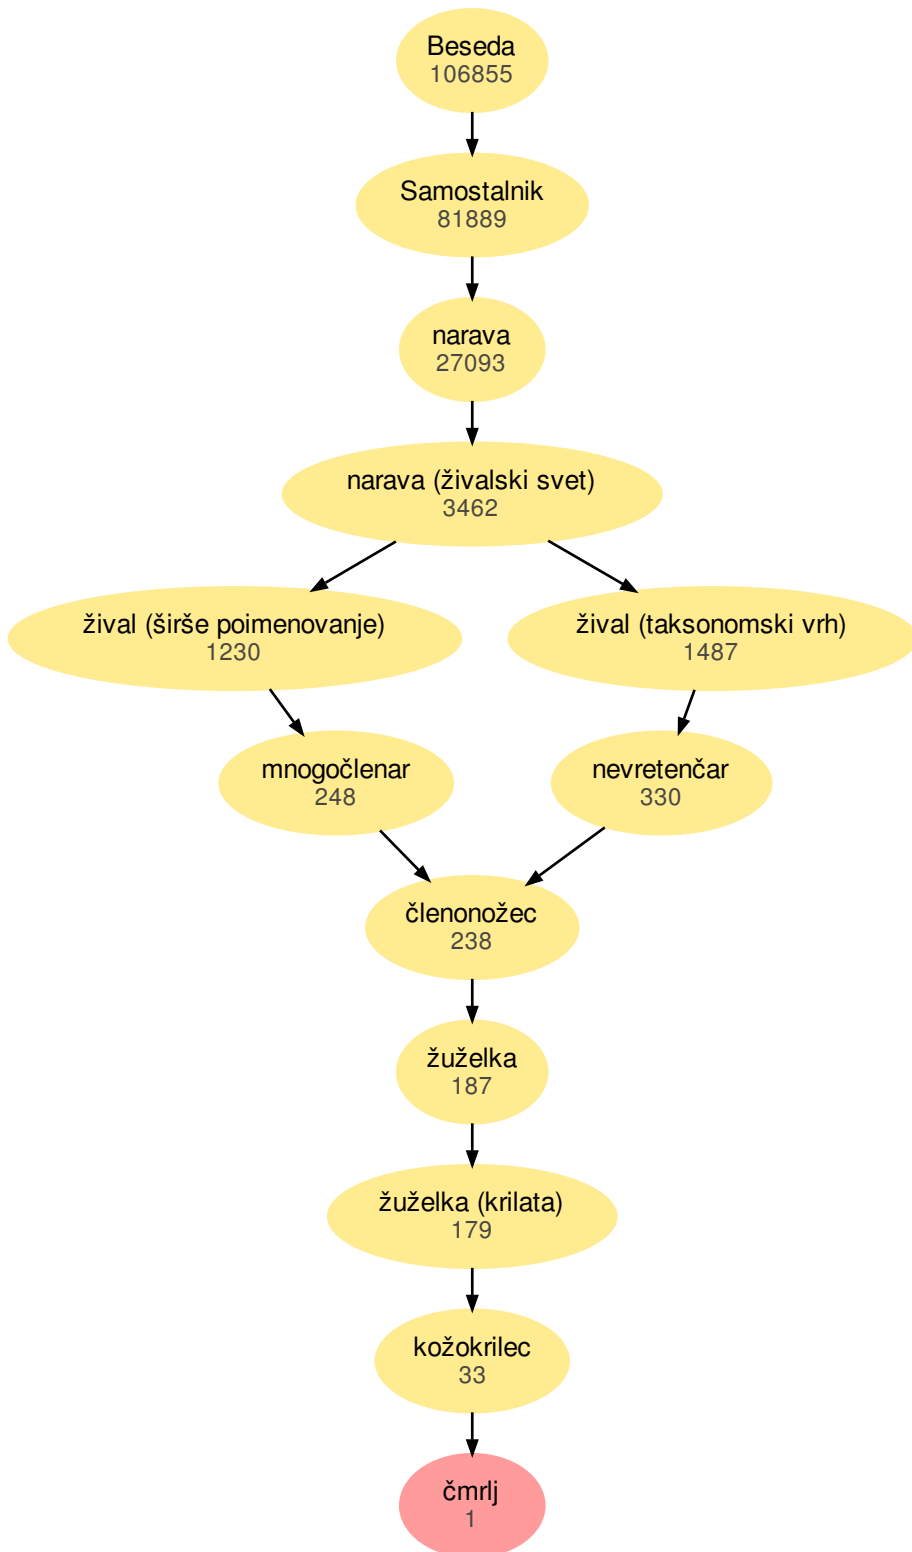 Beseda
106855
Samostalnik
81889
narava
27093
narava (živalski svet)
3462
žival (širše poimenovanje)
1230
žival (taksonomski vrh)
1487
mnogočlenar
248
nevretenčar
330
členonožec
238
žuželka
187
žuželka (krilata)
179
kožokrilec
33
čmrlj
1